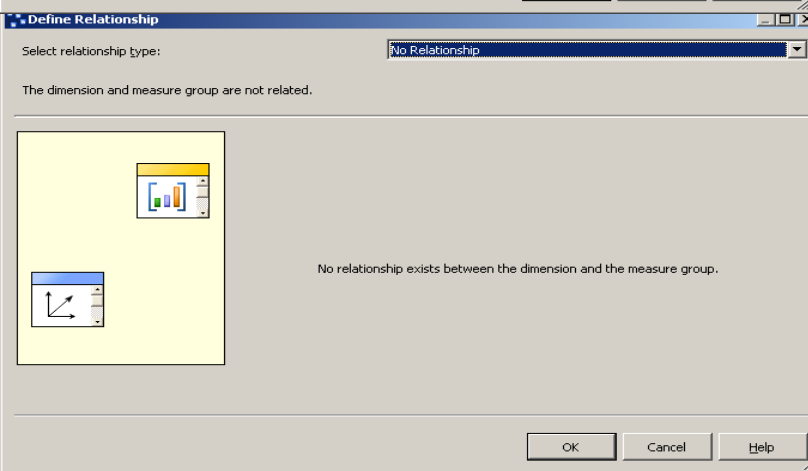 Define Relationship
Select relationship type:
No Relationship
The dimension and measure group are not related.
No relationship exists between the dimension and the measure group.
OK
Cancel
Help